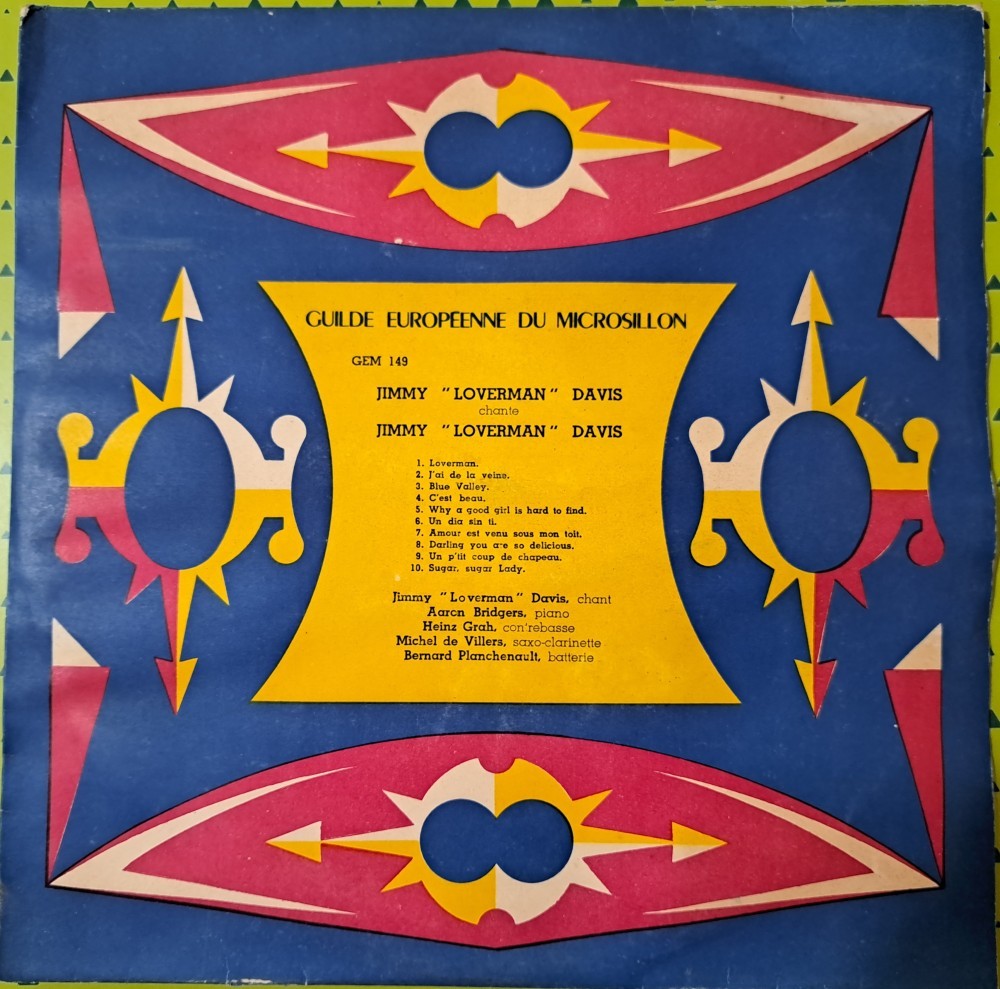 GUILDE EUROPÉENNE DU MICROSILLON
GEM 149
JIMMY "LOVERMAN" DAVIS
chante
JIMMY "LOVERMAN" DAVIS
1. Loverman.
2. J'ai de la veine.
3. Blue Valley.
4. C'est beau.
5. Why a good girl is hard to find.
6. Un dia sin ti.
7. Amour est venu sous mon toit.
8. Darling you are so delicious.
9. Un p'tit coup de chapeau.
10. Sugar, sugar Lady.
Jimmy "Loverman" Davis, chant
Aaron Bridgers, piano
Heinz Grah, contrebasse
Michel de Villers, saxo-clarinette
Bernard Planchenault, batterie